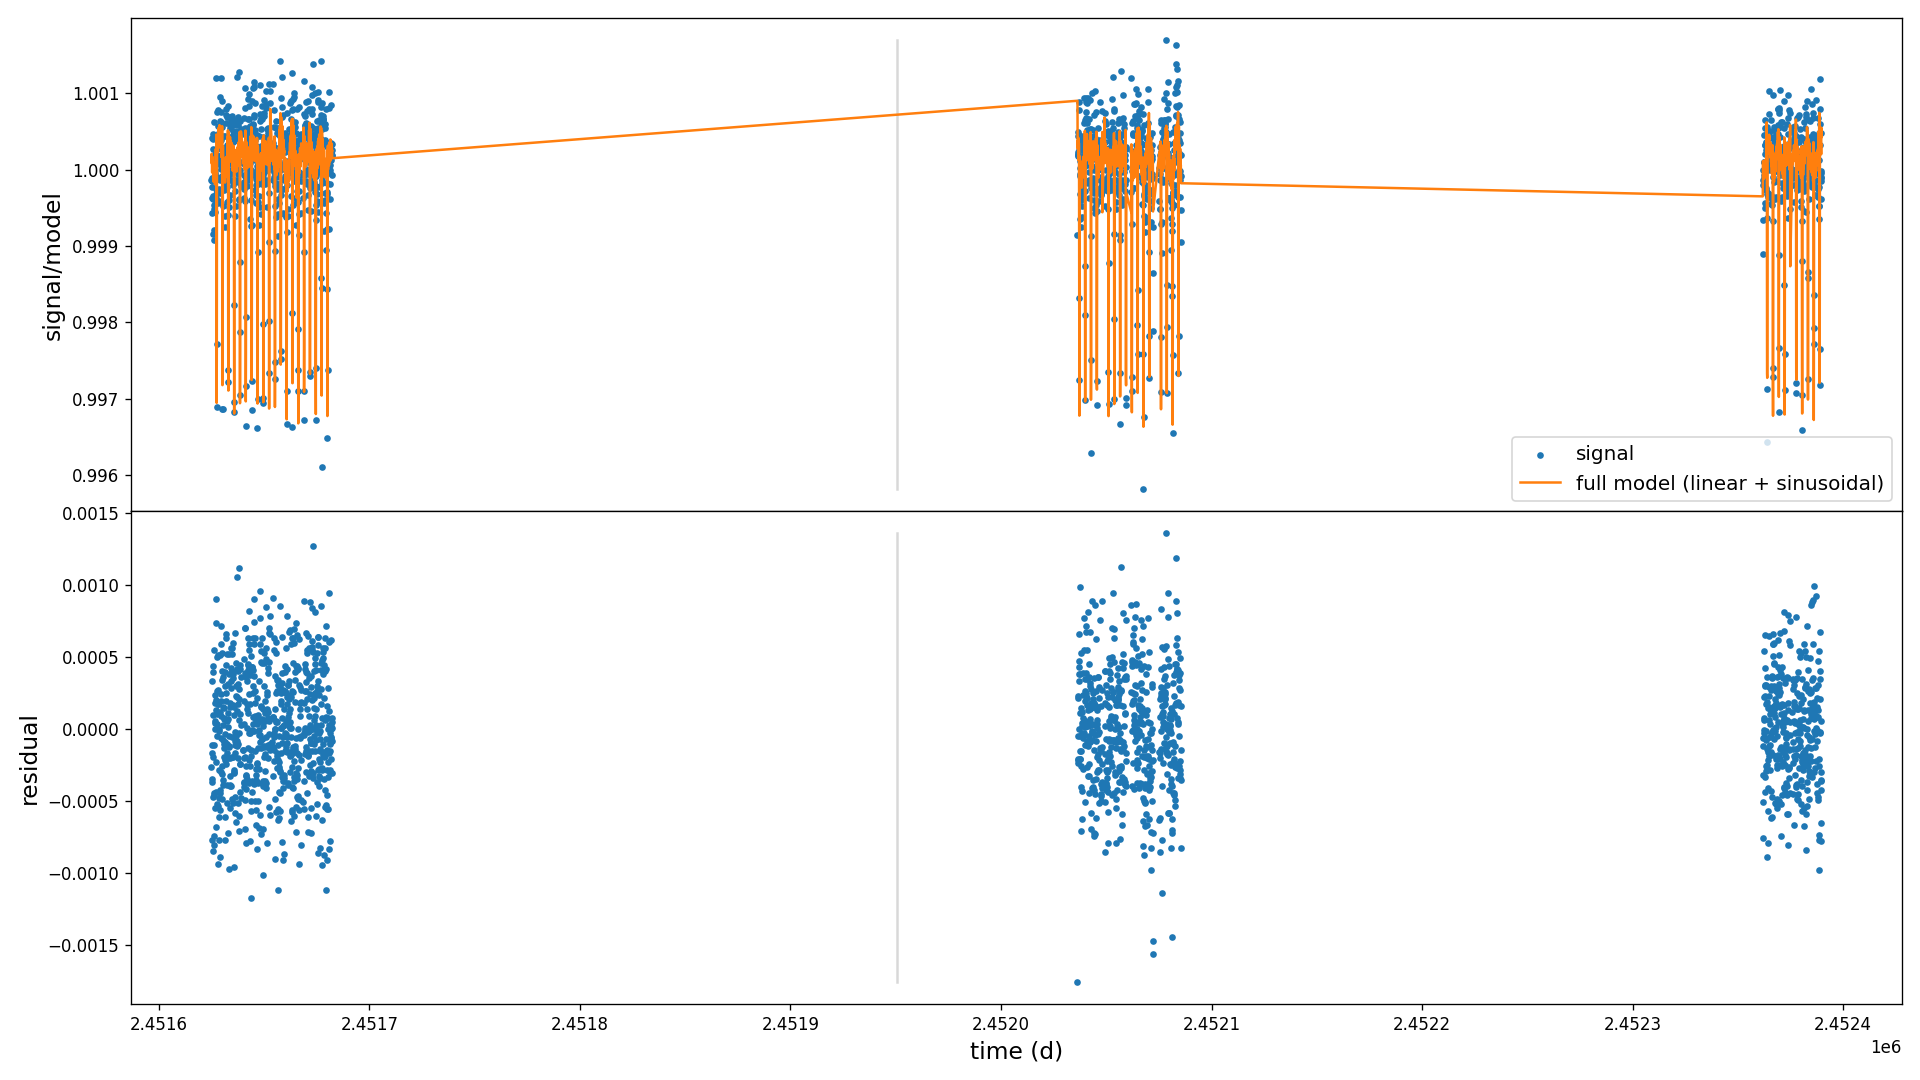 signal/model
1.001
1.000
0.999
0.998
0.997
0.996
signal
full model (linear + sinusoidal)
residual
0.0015
0.0010
0.0005
0.0000
−0.0005
−0.0010
−0.0015
2.4516 2.4517 2.4518 2.4519 2.4520 2.4521 2.4522 2.4523 2.4524
1e6
time (d)